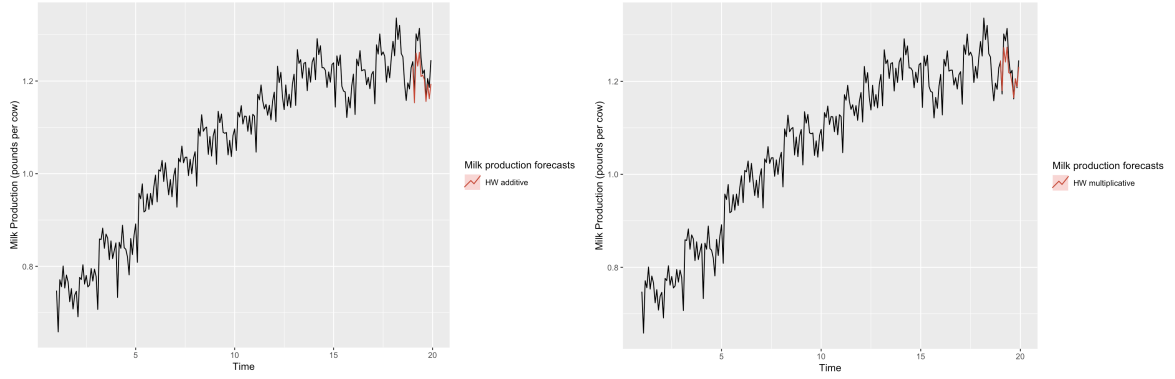 Milk Production (pounds per cow)
1.2
1.0
0.8
5
10
15
20
Time
Milk production forecasts
HW additive
Milk Production (pounds per cow)
1.2
1.0
0.8
5
10
15
20
Time
Milk production forecasts
HW multiplicative